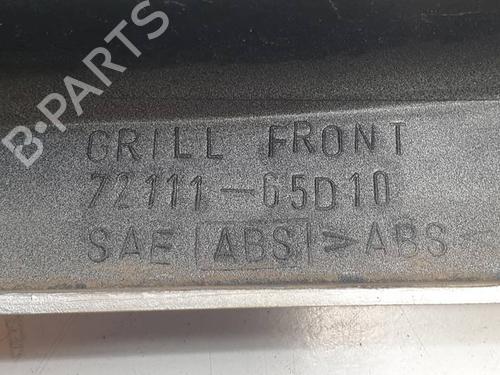 B-PARTS
GRILL FRONT
72111-65D10
SAE ABS >ABS